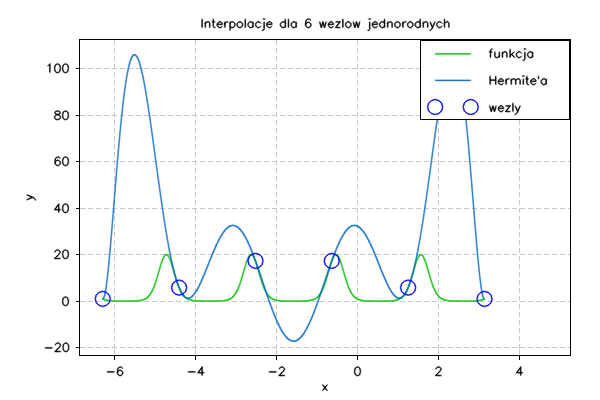 Interpolacje dla 6 wezlow jednorodnych
funkcja
Hermite'a
wezly
100
80
60
40
20
0
−20
y
−6
−4
−2
0
2
4
x